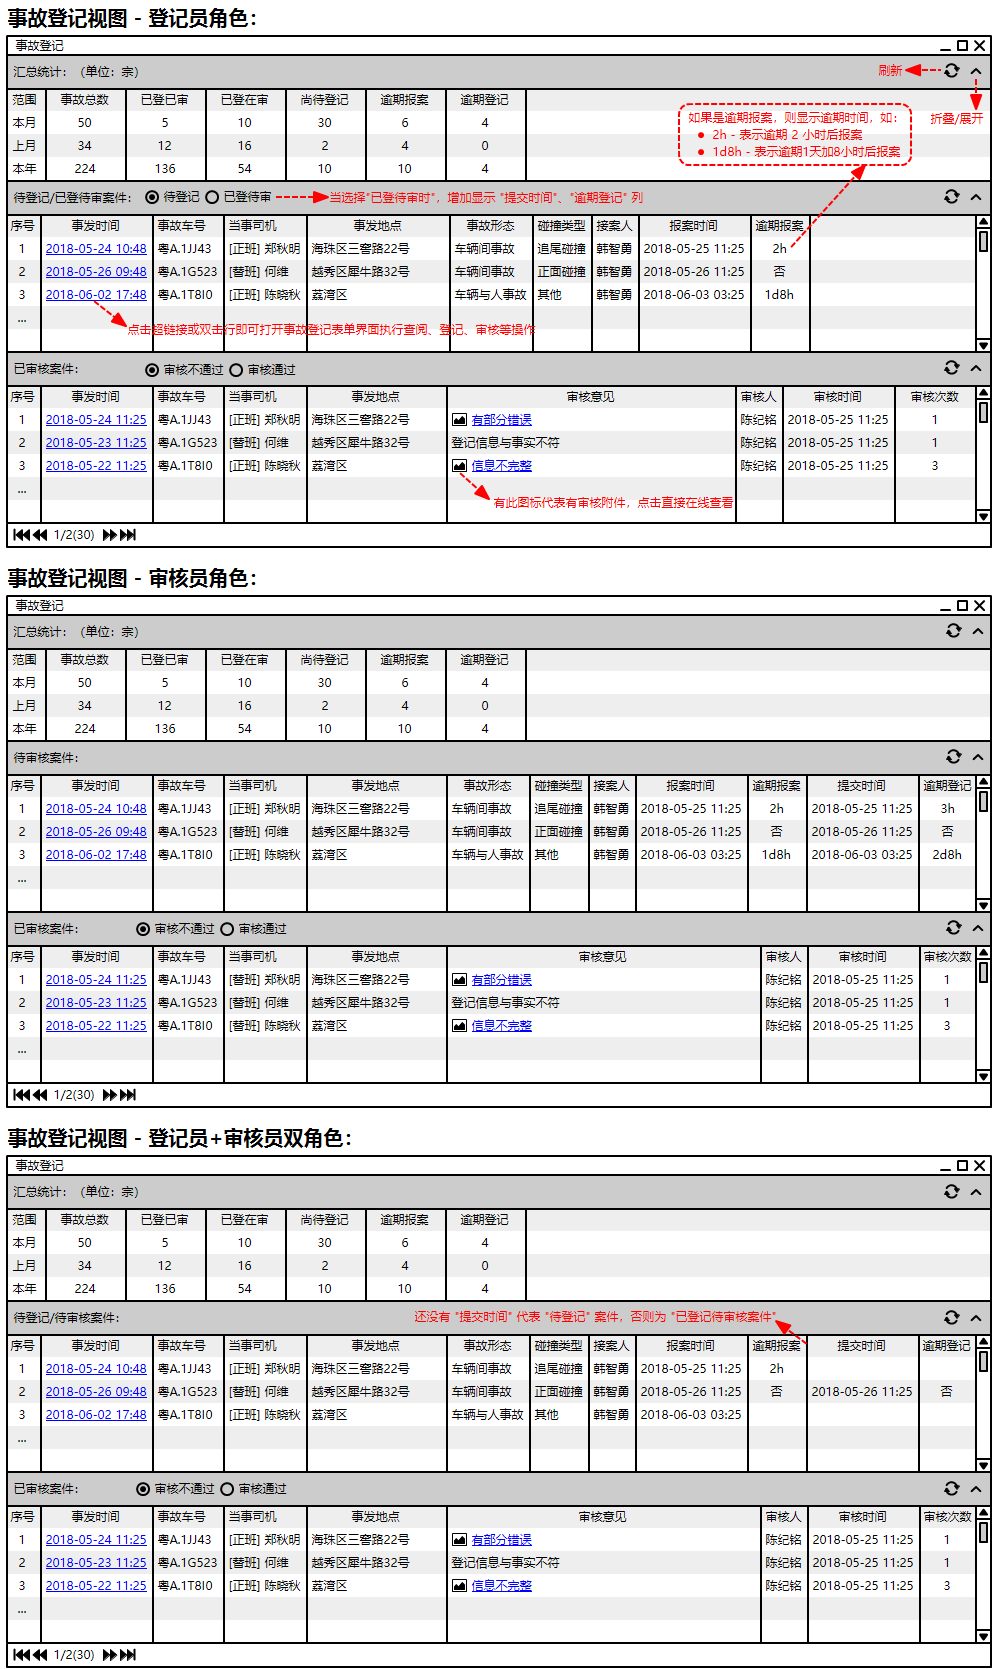 事故登记视图 - 登记员角色：
事故登记
汇总统计：（单位：宗）
刷新
范围 事故总数 已登已审 已登在审 尚待登记 逾期报案 逾期登记
本月 50 5 10 30 6 4
上月 34 12 16 2 4 0
本年 224 136 54 10 10 4
折叠/展开
如果是逾期报案，则显示逾期时间，如：
2h - 表示逾期 2 小时后报案
1d8h - 表示逾期1天加8小时后报案
待登记/已登待审案件： 待登记 已登待审 当选择"已登待审时"，增加显示 "提交时间"、"逾期登记" 列
序号 事发时间 事故车号 当事司机 事发地点 事故形态 碰撞类型 接案人 报案时间 逾期报案
1 2018-05-24 10:48 粤A.1JJ43 [正班] 郑秋明 海珠区三窖路22号 车辆间事故 追尾碰撞 韩智勇 2018-05-25 11:25 2h
2 2018-05-26 09:48 粤A.1G523 [替班] 何维 越秀区犀牛路32号 车辆间事故 正面碰撞 韩智勇 2018-05-26 11:25 否
3 2018-06-02 17:48 粤A.1T8I0 [正班] 陈晓秋 荔湾区 车辆与人事故 其他 韩智勇 2018-06-03 03:25 1d8h
...
点击超链接或双击行即可打开事故登记表单界面执行查阅、登记、审核等操作
已审核案件： 审核不通过 审核通过
序号 事发时间 事故车号 当事司机 事发地点 审核意见 审核人 审核时间 审核次数
1 2018-05-24 11:25 粤A.1JJ43 [正班] 郑秋明 海珠区三窖路22号 有部分错误 陈纪铭 2018-05-25 11:25 1
2 2018-05-23 11:25 粤A.1G523 [替班] 何维 越秀区犀牛路32号 登记信息与事实不符 陈纪铭 2018-05-25 11:25 1
3 2018-05-22 11:25 粤A.1T8I0 [正班] 陈晓秋 荔湾区 信息不完整 陈纪铭 2018-05-25 11:25 3
...
有此图标代表有审核附件，点击直接在线查看
1/2(30)
事故登记视图 - 审核员角色：
事故登记
汇总统计：（单位：宗）
范围 事故总数 已登已审 已登在审 尚待登记 逾期报案 逾期登记
本月 50 5 10 30 6 4
上月 34 12 16 2 4 0
本年 224 136 54 10 10 4
待审核案件：
序号 事发时间 事故车号 当事司机 事发地点 事故形态 碰撞类型 接案人 报案时间 逾期报案 提交时间 逾期登记
1 2018-05-24 10:48 粤A.1JJ43 [正班] 郑秋明 海珠区三窖路22号 车辆间事故 追尾碰撞 韩智勇 2018-05-25 11:25 2h 2018-05-25 11:25 3h
2 2018-05-26 09:48 粤A.1G523 [替班] 何维 越秀区犀牛路32号 车辆间事故 正面碰撞 韩智勇 2018-05-26 11:25 否 2018-05-26 11:25 否
3 2018-06-02 17:48 粤A.1T8I0 [正班] 陈晓秋 荔湾区 车辆与人事故 其他 韩智勇 2018-06-03 03:25 1d8h 2018-06-03 03:25 2d8h
...
已审核案件： 审核不通过 审核通过
序号 事发时间 事故车号 当事司机 事发地点 审核意见 审核人 审核时间 审核次数
1 2018-05-24 11:25 粤A.1JJ43 [替班] 郑秋明 海珠区三窖路22号 有部分错误 陈纪铭 2018-05-25 11:25 1
2 2018-05-23 11:25 粤A.1G523 [替班] 何维 越秀区犀牛路32号 登记信息与事实不符 陈纪铭 2018-05-25 11:25 1
3 2018-05-22 11:25 粤A.1T8I0 [替班] 陈晓秋 荔湾区 信息不完整 陈纪铭 2018-05-25 11:25 3
...
1/2(30)
事故登记视图 - 登记员+审核员双角色：
事故登记
汇总统计：（单位：宗）
范围 事故总数 已登已审 已登在审 尚待登记 逾期报案 逾期登记
本月 50 5 10 30 6 4
上月 34 12 16 2 4 0
本年 224 136 54 10 10 4
待登记/待审核案件： 还没有 "提交时间" 代表 "待登记" 案件，否则为 "已登记待审核案件"
序号 事发时间 事故车号 当事司机 事发地点 事故形态 碰撞类型 接案人 报案时间 逾期报案 提交时间 逾期登记
1 2018-05-24 10:48 粤A.1JJ43 [正班] 郑秋明 海珠区三窖路22号 车辆间事故 追尾碰撞 韩智勇 2018-05-25 11:25 2h
2 2018-05-26 09:48 粤A.1G523 [替班] 何维 越秀区犀牛路32号 车辆间事故 正面碰撞 韩智勇 2018-05-26 11:25 否 2018-05-26 11:25 否
3 2018-06-02 17:48 粤A.1T8I0 [正班] 陈晓秋 荔湾区 车辆与人事故 其他 韩智勇 2018-06-03 03:25
...
已审核案件： 审核不通过 审核通过
序号 事发时间 事故车号 当事司机 事发地点 审核意见 审核人 审核时间 审核次数
1 2018-05-24 11:25 粤A.1JJ43 [正班] 郑秋明 海珠区三窖路22号 有部分错误 陈纪铭 2018-05-25 11:25 1
2 2018-05-23 11:25 粤A.1G523 [替班] 何维 越秀区犀牛路32号 登记信息与事实不符 陈纪铭 2018-05-25 11:25 1
3 2018-05-22 11:25 粤A.1T8I0 [正班] 陈晓秋 荔湾区 信息不完整 陈纪铭 2018-05-25 11:25 3
...
1/2(30)